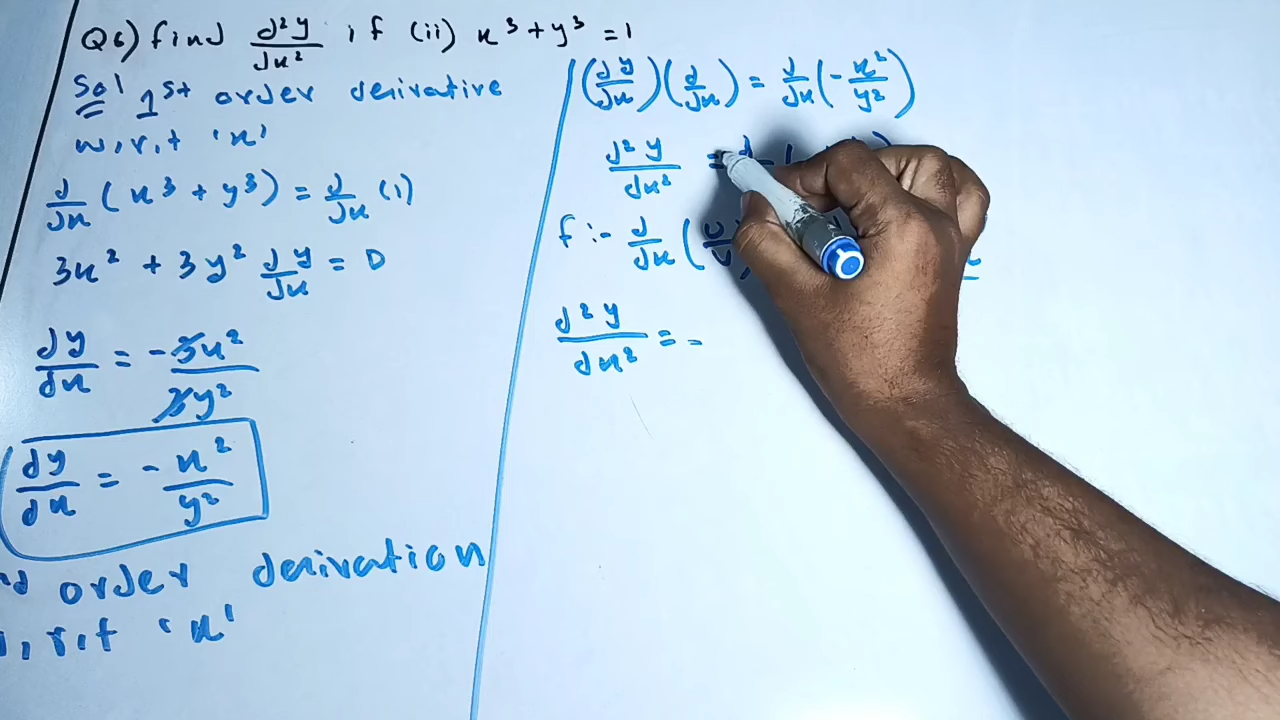 Q6) find d²y/dx² if (ii) x³ + y³ = 1
Sol 1st order derivative
w.r.t 'x'
d/dx (x³ + y³) = d/dx (1)
3x² + 3y² dy/dx = 0
dy/dx = - 3x²/3y²
dy/dx = - x²/y²
order derivation
r.t 'x'
(dy/dx)(d/dx) = d/dx (- x²/y²)
d²y/dx² =
f :- d/dx (u/v
d²y/dx² = -